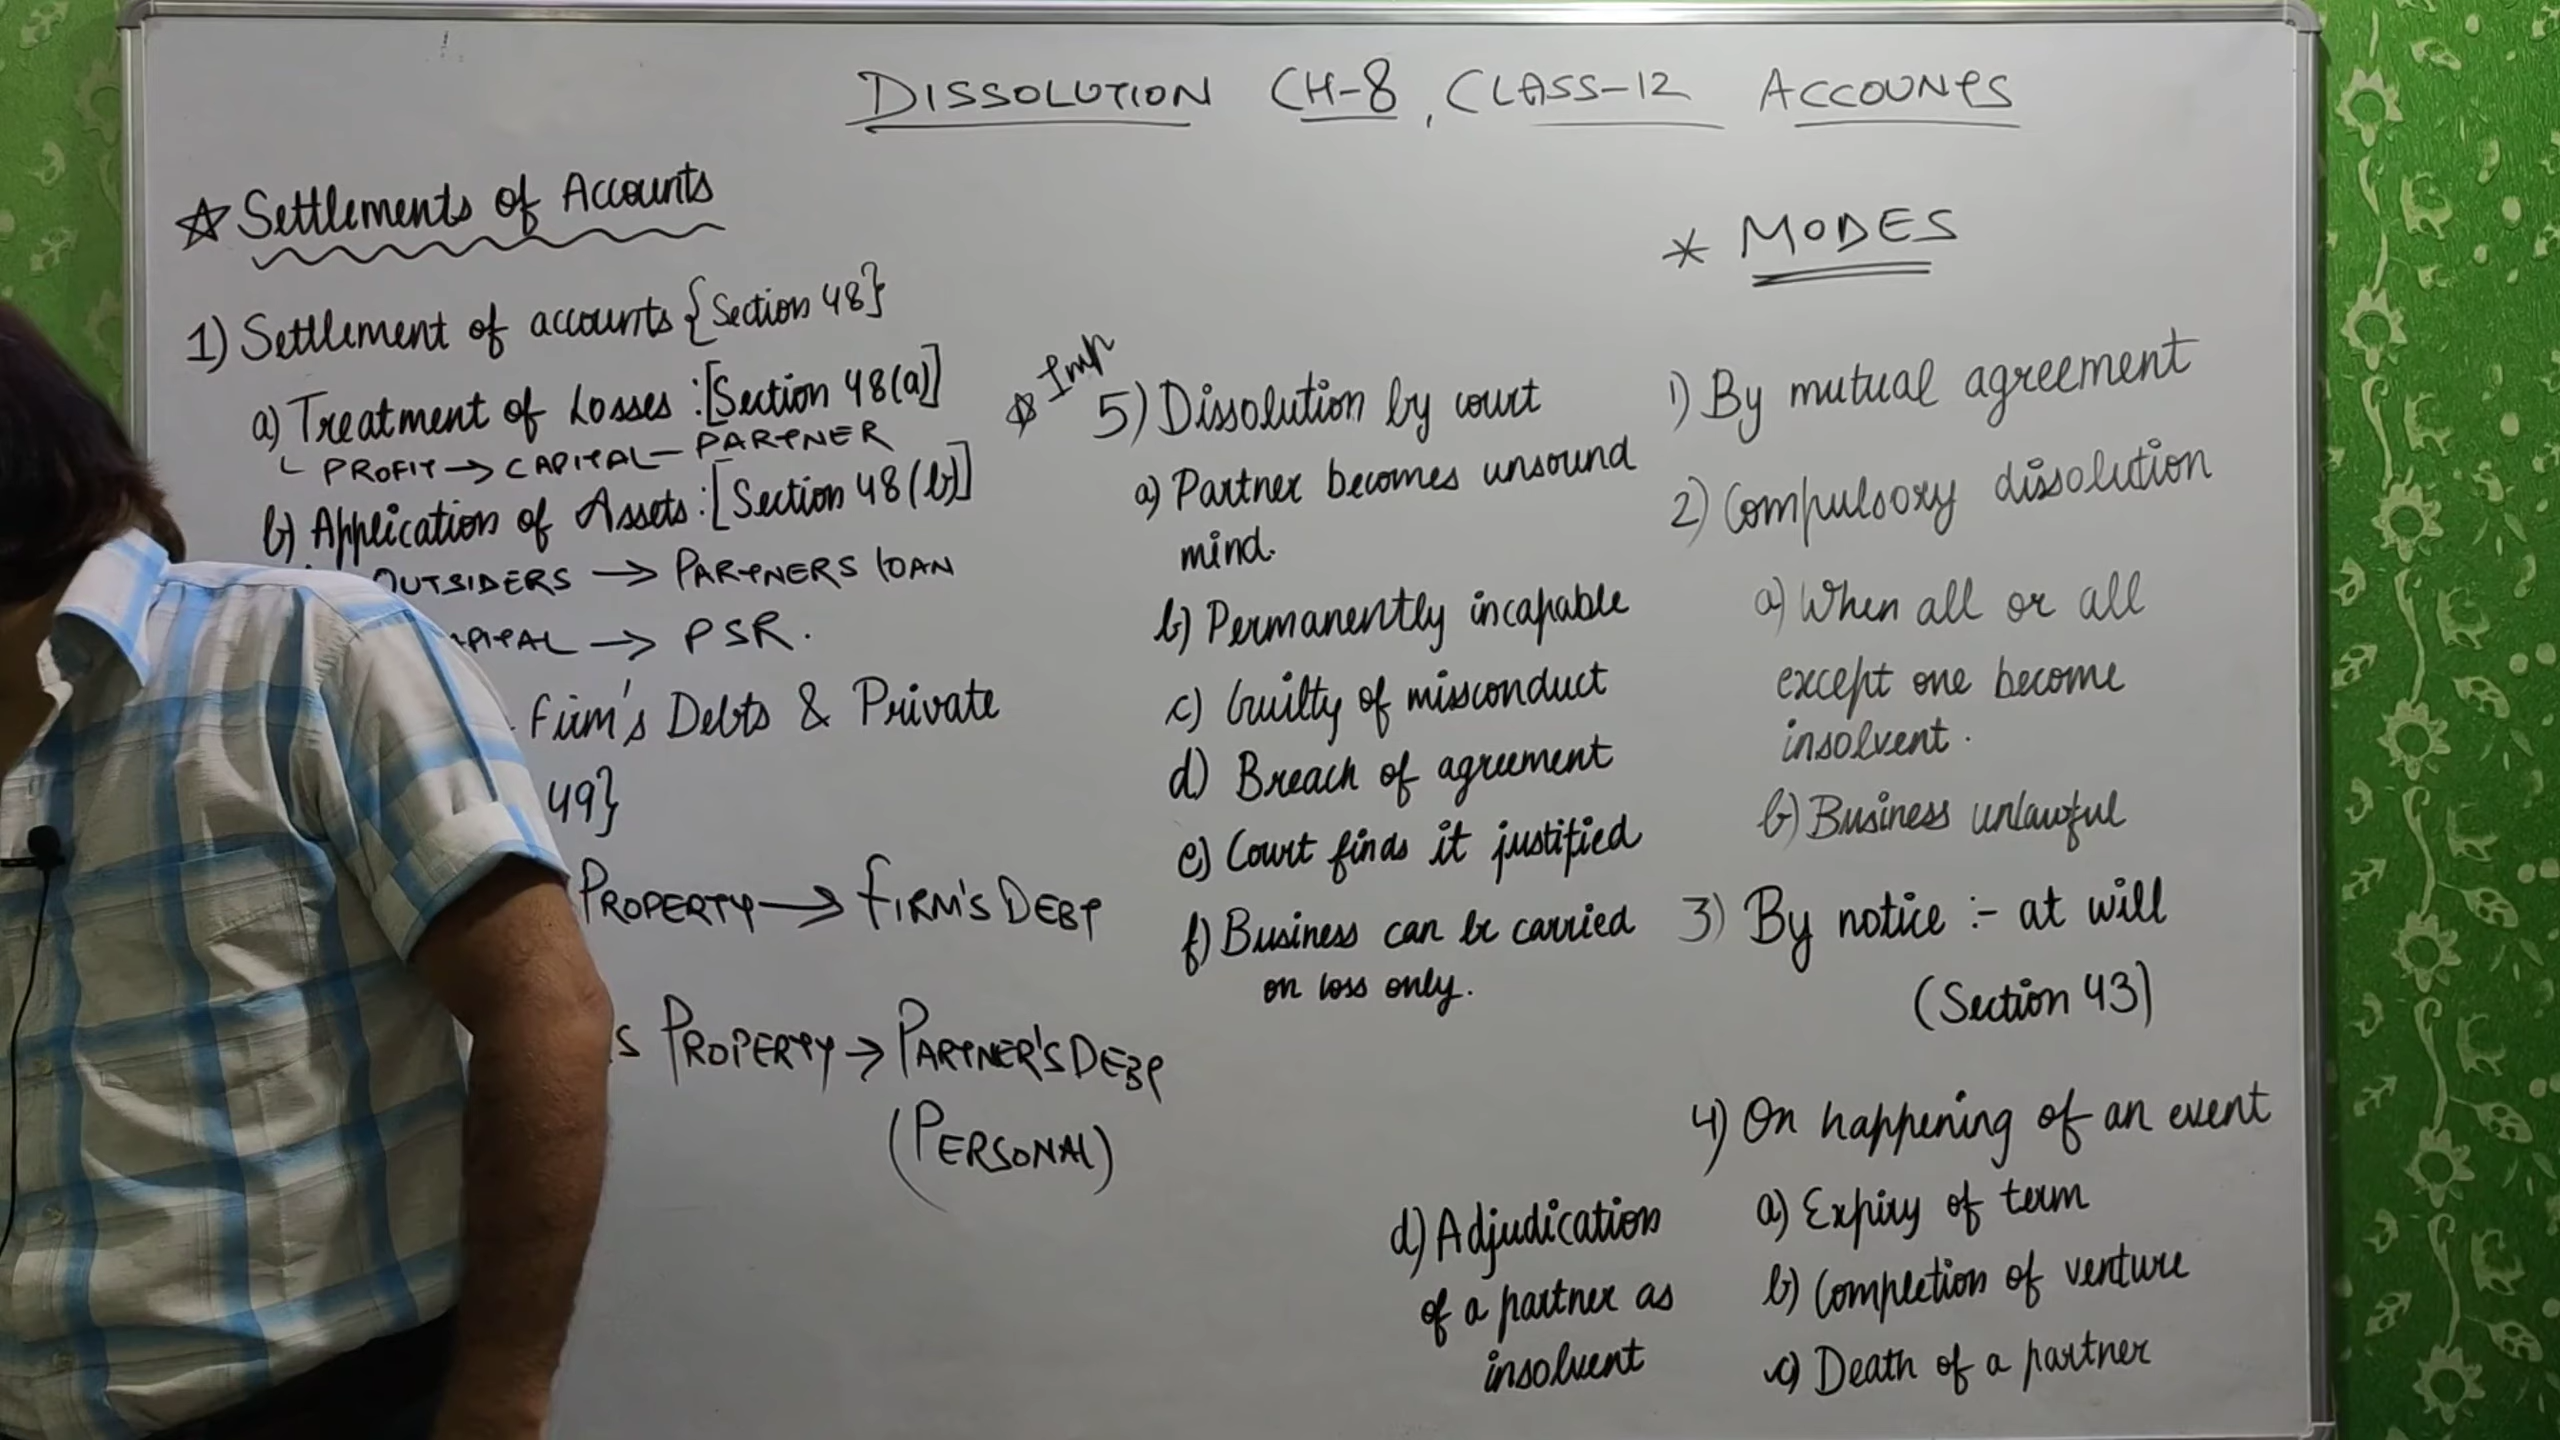 DISSOLUTION CH-8, CLASS-12 ACCOUNTS
☆ Settlements of Accounts
1) Settlement of accounts {Section 48}
a) Treatment of Losses :[Section 48(a)]
PROFIT → CAPITAL — PARTNER
b) Application of Assets :[Section 48(b)]
OUTSIDERS → PARTNERS LOAN
→ PSR.
Firm's Debts & Private
49}
PROPERTY → FIRM'S DEBT
PROPERTY → PARTNER'S DEBT
(PERSONAL)
☆ Imp
5) Dissolution by court
a) Partner becomes unsound
mind.
b) Permanently incapable
c) Guilty of misconduct
d) Breach of agreement
e) Court finds it justified
f) Business can be carried
on loss only.
* MODES
1) By mutual agreement
2) Compulsory dissolution
a) When all or all
except one become
insolvent.
b) Business unlawful
3) By notice :- at will
(Section 43)
4) On happening of an event
a) Expiry of term
b) Completion of venture
c) Death of a partner
d) Adjudication
of a partner as
insolvent